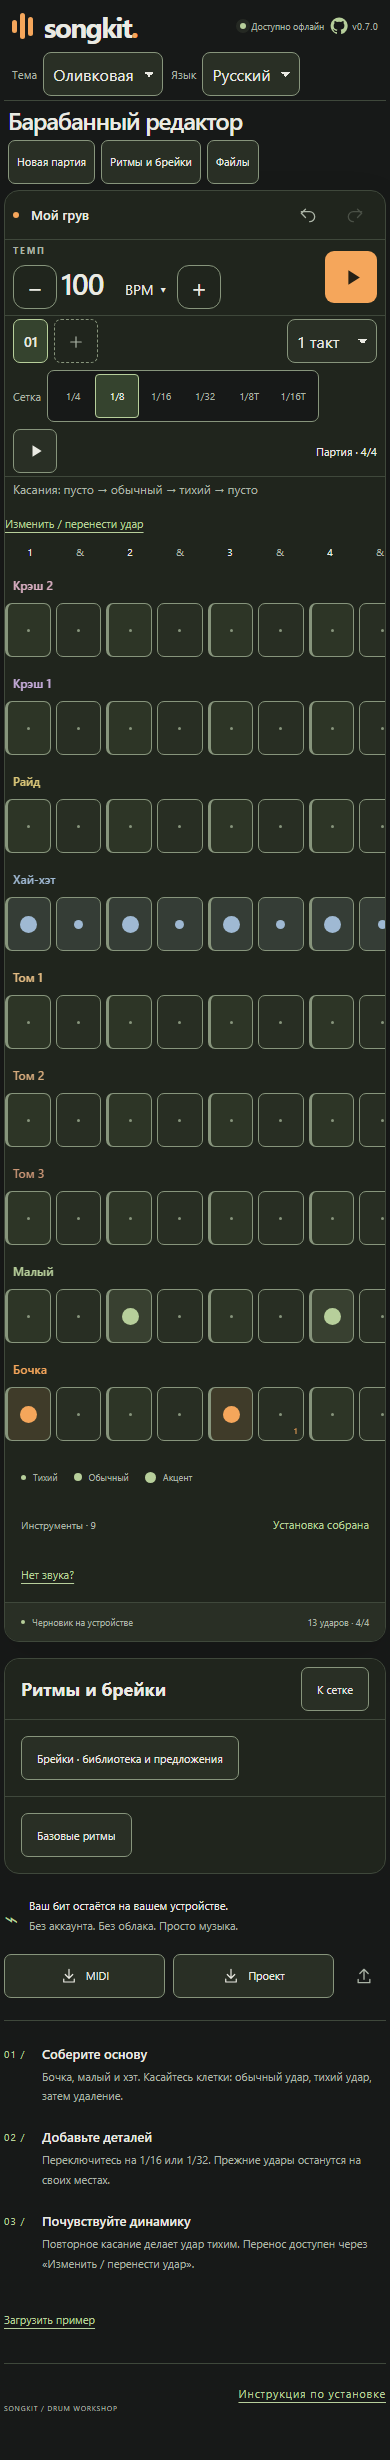 songkit.
Доступно офлайн
v0.7.0
Тема
Оливковая
Язык
Русский
Барабанный редактор
Новая партия
Ритмы и брейки
Файлы
Мой грув
ТЕМП
− 100 BPM +
01 + 1 такт
Сетка 1/4 1/8 1/16 1/32 1/8T 1/16T
Партия · 4/4
Касания: пусто → обычный → тихий → пусто
Изменить / перенести удар
1 & 2 & 3 & 4 &
Крэш 2
Крэш 1
Райд
Хай-хэт
Том 1
Том 2
Том 3
Малый
Бочка
1
Тихий Обычный Акцент
Инструменты · 9 Установка собрана
Нет звука?
Черновик на устройстве 13 ударов · 4/4
Ритмы и брейки
К сетке
Брейки · библиотека и предложения
Базовые ритмы
Ваш бит остаётся на вашем устройстве.
Без аккаунта. Без облака. Просто музыка.
MIDI Проект
01 / Соберите основу
Бочка, малый и хэт. Касайтесь клетки: обычный удар, тихий удар,
затем удаление.
02 / Добавьте деталей
Переключитесь на 1/16 или 1/32. Прежние удары останутся на
своих местах.
03 / Почувствуйте динамику
Повторное касание делает удар тихим. Перенос доступен через
«Изменить / перенести удар».
Загрузить пример
Инструкция по установке
SONGKIT / DRUM WORKSHOP